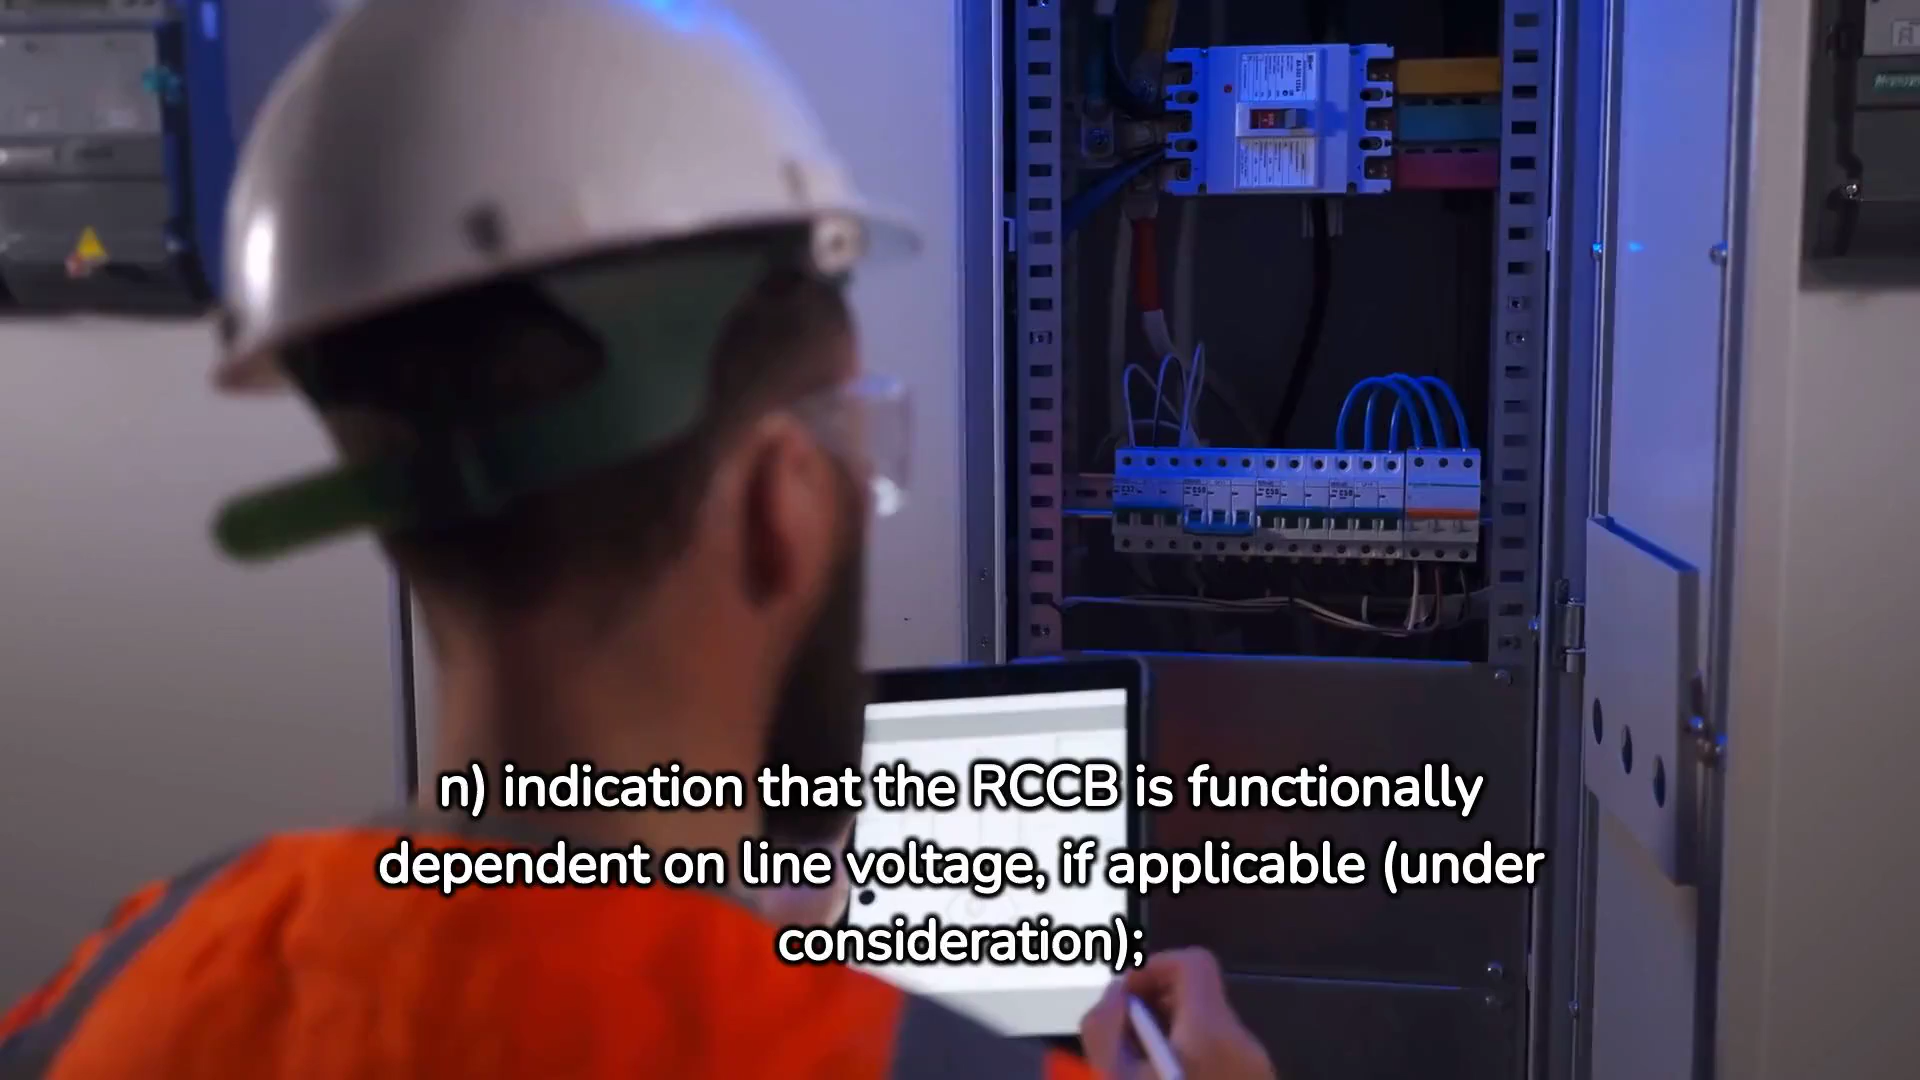 n) indication that the RCCB is functionally
dependent on line voltage, if applicable (under
consideration);